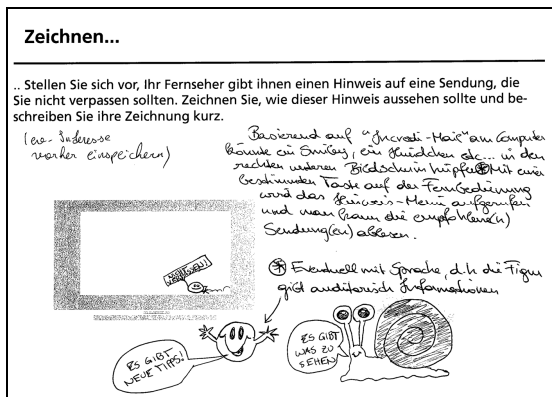 Zeichnen...
.. Stellen Sie sich vor, Ihr Fernseher gibt ihnen einen Hinweis auf eine Sendung, die
Sie nicht verpassen sollten. Zeichnen Sie, wie dieser Hinweis aussehen sollte und be-
schreiben Sie ihre Zeichnung kurz.
(ev. Interesse
vorher einspeichern)
Basierend auf "Incredi-Mail" am Computer
könnte ein Smiley, ein Hündchen etc... in den
rechten unteren Bildschirm hüpfen Mit einer
bestimmten Taste auf der Fernbedienung
wird das Hinweis-Menü aufgerufen
und man kann die empfohlene(n)
Sendung(en) ablesen.
* Eventuell mit Sprache, d.h. die Figur
gibt auditorisch Informationen
ES GIBT
NEUE TIPPS!
ES GIBT
WAS ZU
SEHEN